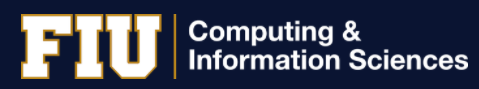 FIU
Computing &
Information Sciences